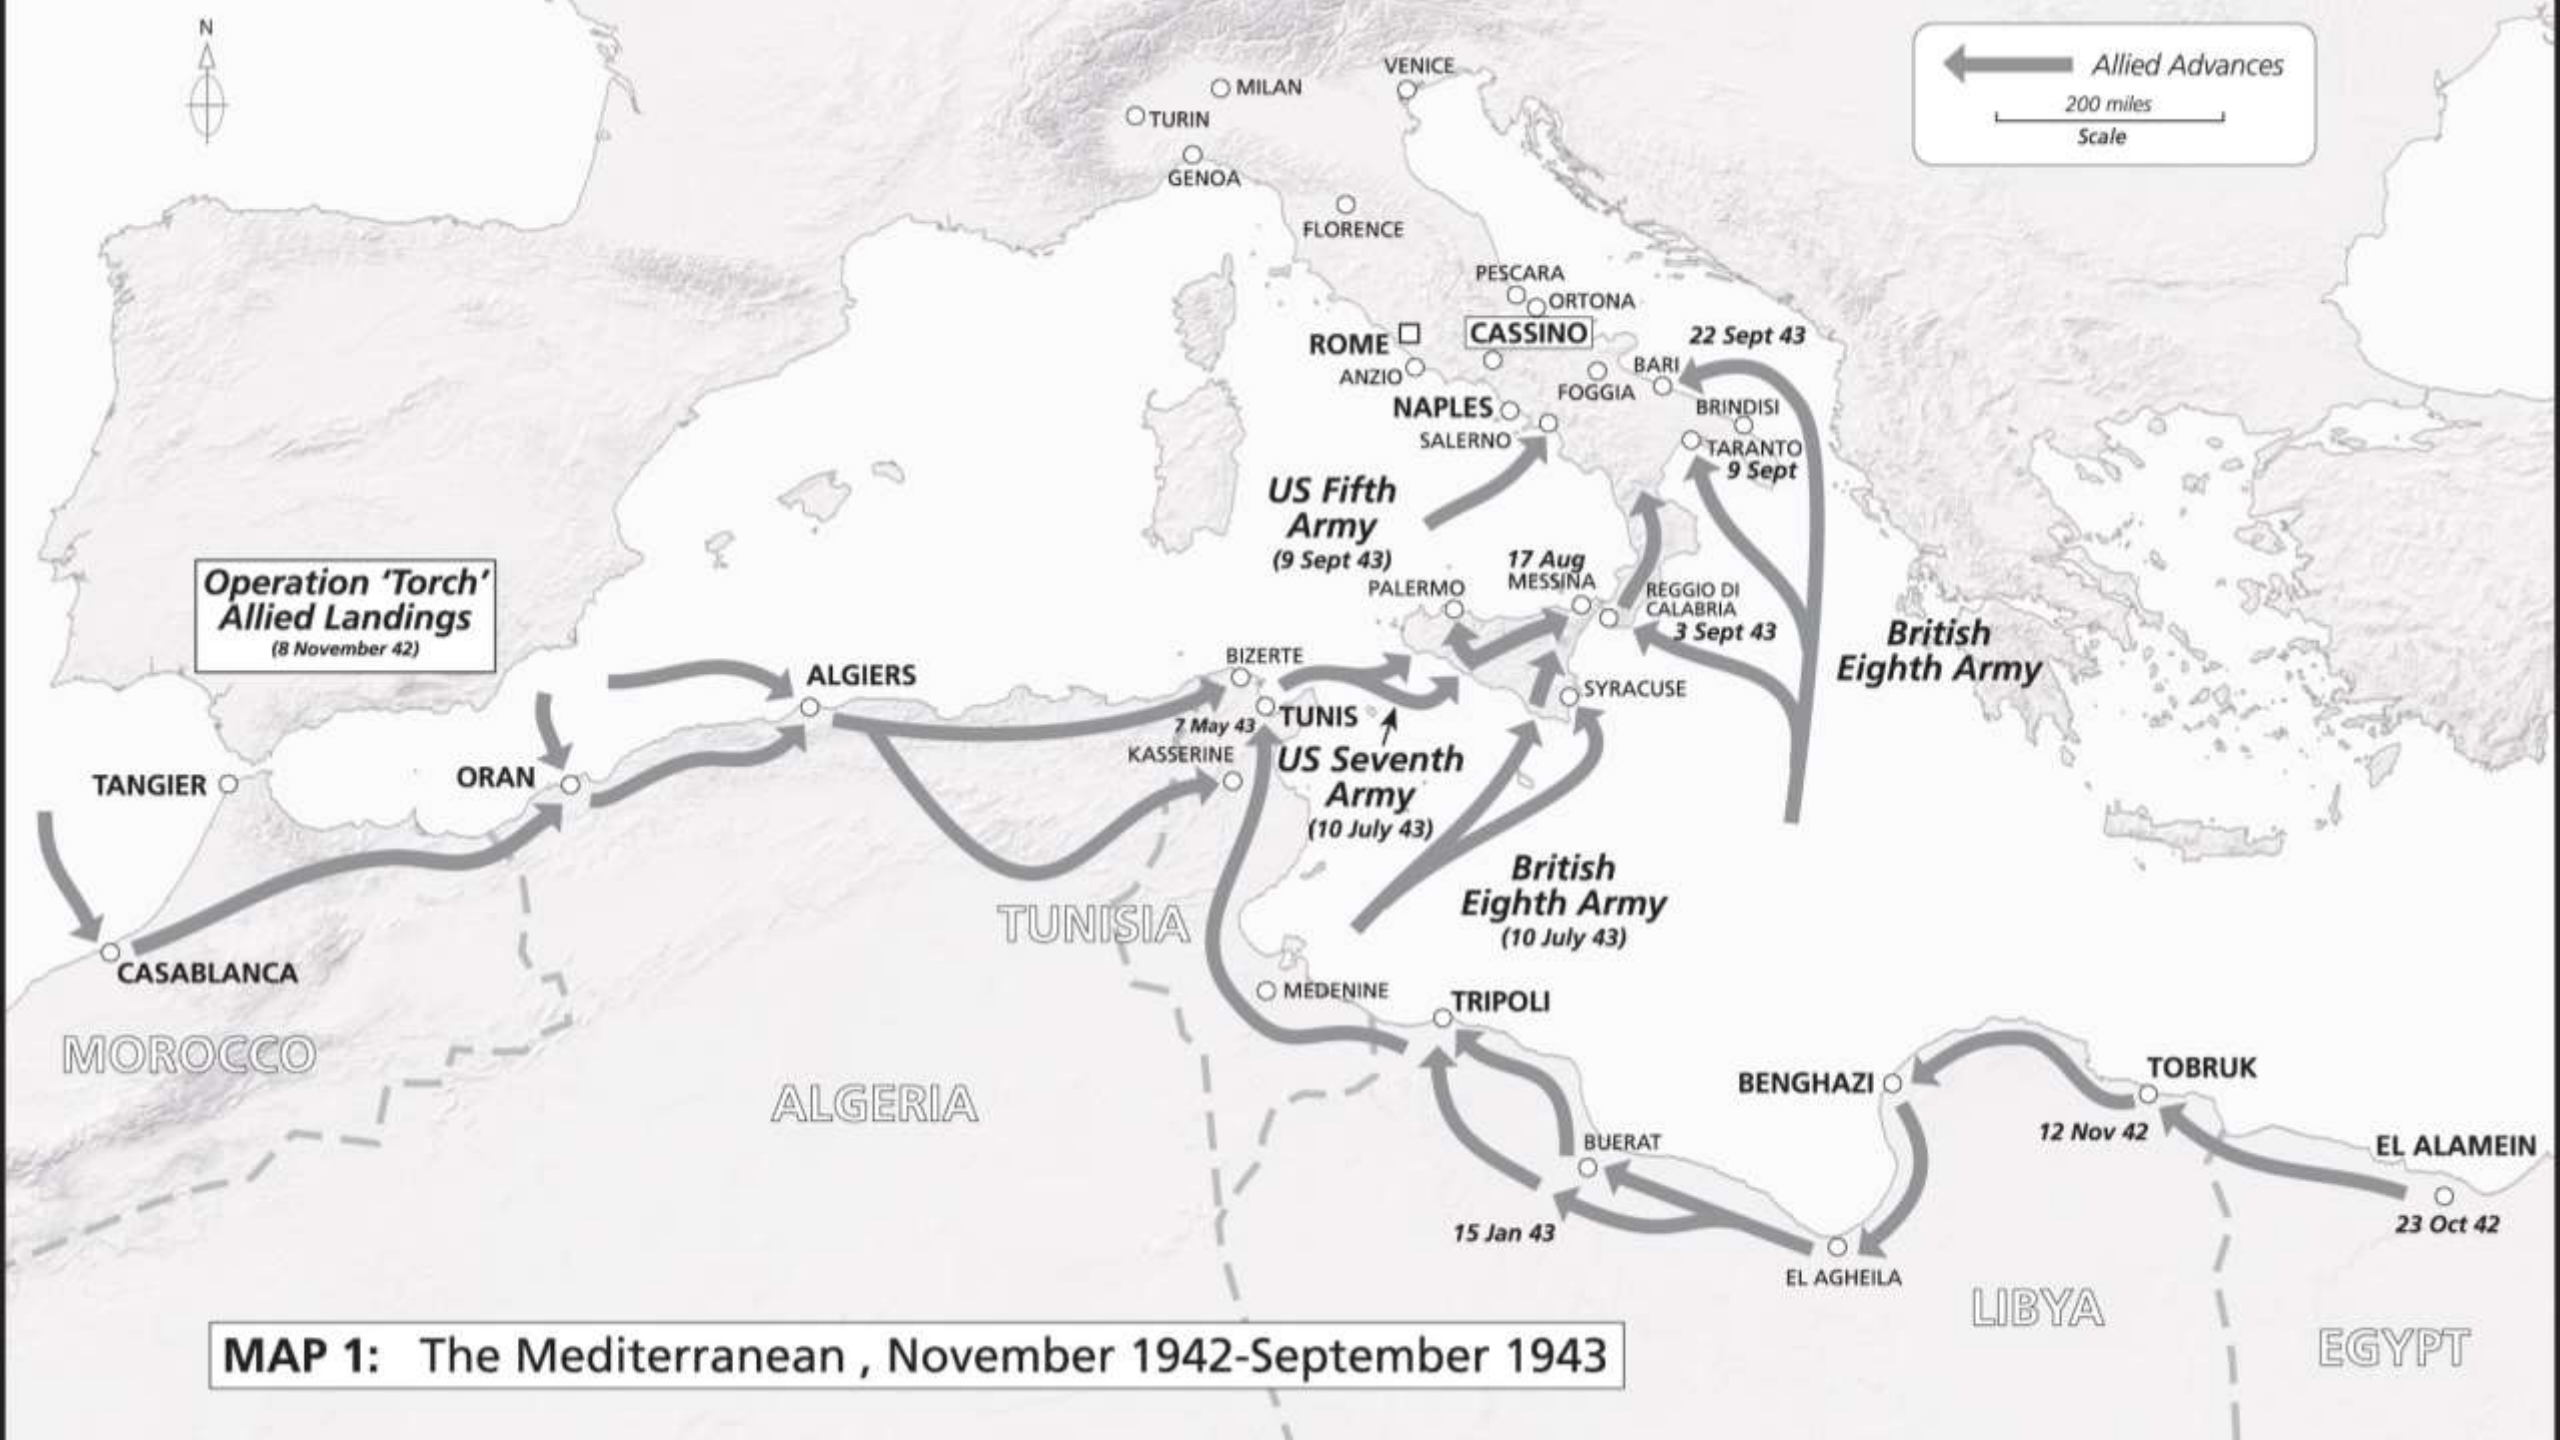 N
Allied Advances
200 miles
Scale
VENICE
MILAN
TURIN
GENOA
FLORENCE
PESCARA
ORTONA
ROME
CASSINO
22 Sept 43
ANZIO
BARI
FOGGIA
NAPLES
BRINDISI
SALERNO
TARANTO
9 Sept
US Fifth
Army
(9 Sept 43)
17 Aug
MESSINA
PALERMO
REGGIO DI
CALABRIA
3 Sept 43
British
Eighth Army
Operation ‘Torch’
Allied Landings
(8 November 42)
ALGIERS
BIZERTE
SYRACUSE
TUNIS
7 May 43
KASSERINE
US Seventh
Army
(10 July 43)
TANGIER
ORAN
British
Eighth Army
(10 July 43)
TUNISIA
CASABLANCA
MEDENINE
TRIPOLI
MOROCCO
ALGERIA
BENGHAZI
TOBRUK
12 Nov 42
BUERAT
EL ALAMEIN
23 Oct 42
15 Jan 43
EL AGHEILA
LIBYA
EGYPT
MAP 1: The Mediterranean , November 1942-September 1943